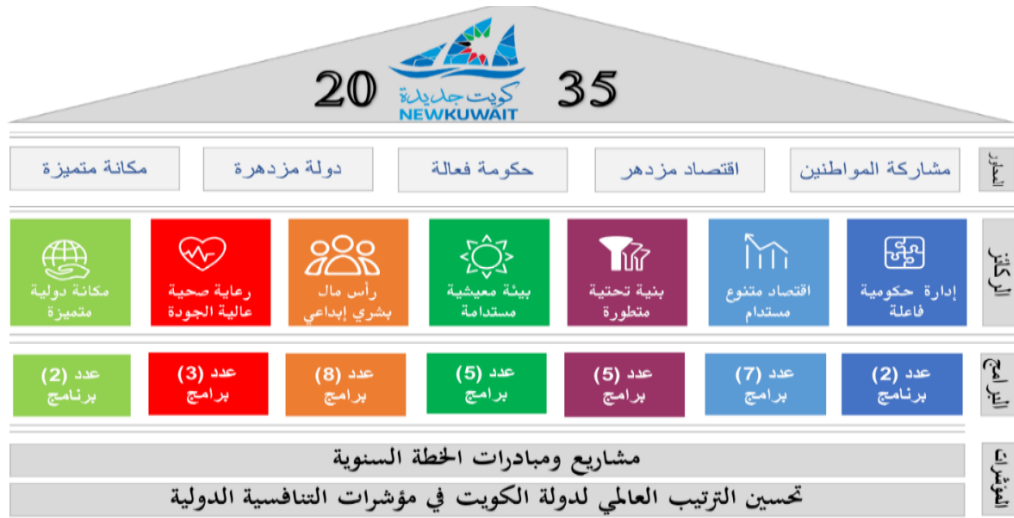 20 35
كويت جديدة
NEWKUWAIT
المحاور
مشاركة المواطنين
اقتصاد مزدهر
حكومة فعالة
دولة مزدهرة
مكانة متميزة
الركائز
إدارة حكومية
فاعلة
اقتصاد متنوع
مستدام
بنية تحتية
متطورة
بيئة معيشية
مستدامة
رأس مال
بشري إبداعي
رعاية صحية
عالية الجودة
مكانة دولية
متميزة
البرامج
عدد (2)
برنامج
عدد (7)
برامج
عدد (5)
برامج
عدد (5)
برامج
عدد (8)
برامج
عدد (3)
برامج
عدد (2)
برنامج
المؤشرات
مشاريع ومبادرات الخطة السنوية
تحسين الترتيب العالمي لدولة الكويت في مؤشرات التنافسية الدولية